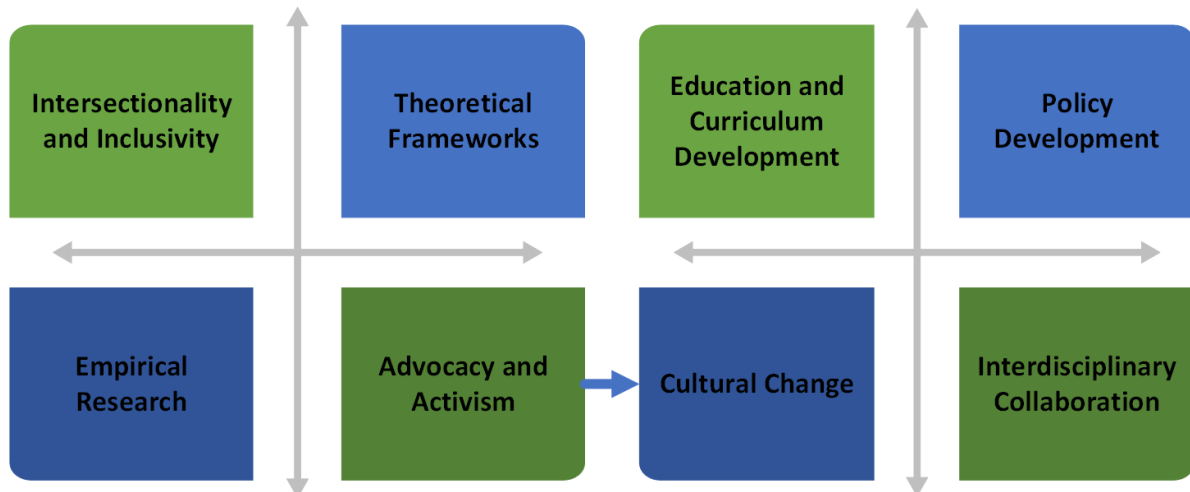 Intersectionality
and Inclusivity
Theoretical
Frameworks
Education and
Curriculum
Development
Policy
Development
Empirical
Research
Advocacy and
Activism
Cultural Change
Interdisciplinary
Collaboration